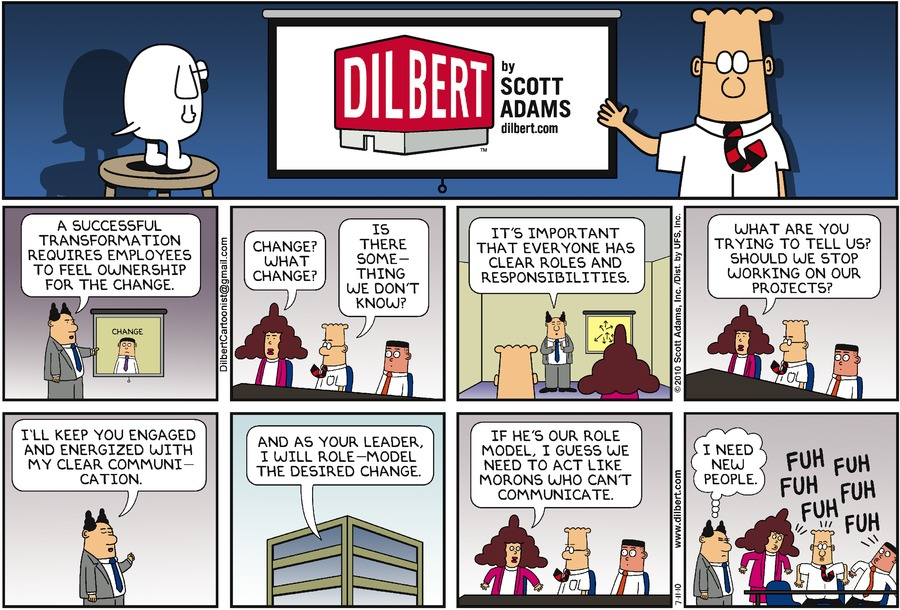 DILBERT
by
SCOTT
ADAMS
dilbert.com
TM
A SUCCESSFUL
TRANSFORMATION
REQUIRES EMPLOYEES
TO FEEL OWNERSHIP
FOR THE CHANGE.
CHANGE
DilbertCartoonist@gmail.com
CHANGE?
WHAT
CHANGE?
IS
THERE
SOME—
THING
WE DON'T
KNOW?
IT'S IMPORTANT
THAT EVERYONE HAS
CLEAR ROLES AND
RESPONSIBILITIES.
©2010 Scott Adams, Inc. /Dist. by UFS, Inc.
WHAT ARE YOU
TRYING TO TELL US?
SHOULD WE STOP
WORKING ON OUR
PROJECTS?
I'LL KEEP YOU ENGAGED
AND ENERGIZED WITH
MY CLEAR COMMUNI—
CATION.
AND AS YOUR LEADER,
I WILL ROLE—MODEL
THE DESIRED CHANGE.
IF HE'S OUR ROLE
MODEL, I GUESS WE
NEED TO ACT LIKE
MORONS WHO CAN'T
COMMUNICATE.
7-11-10
www.dilbert.com
I NEED
NEW
PEOPLE.
FUH
FUH
FUH
FUH
FUH
FUH